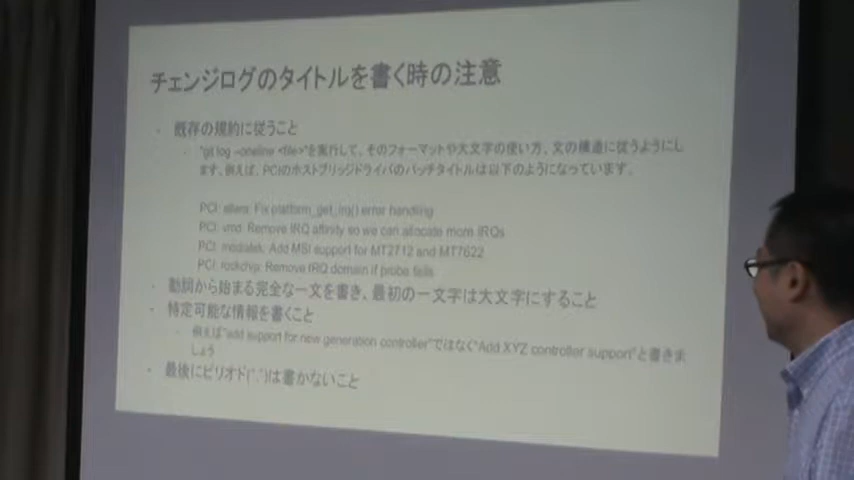 チェンジログのタイトルを書く時の注意
既存の規約に従うこと
"git log --oneline <file>"を実行して、そのフォーマットや大文字の使い方、文の構造に従うようにし
ます。例えば、PCIのホストブリッジドライバのパッチタイトルは以下のようになっています。
PCI: altera: Fix platform_get_irq() error handling
PCI: vmd: Remove IRQ affinity so we can allocate more IRQs
PCI: mediatek: Add MSI support for MT2712 and MT7622
PCI: rockchip: Remove IRQ domain if probe fails
動詞から始まる完全な一文を書き、最初の一文字は大文字にすること
特定可能な情報を書くこと
例えば"add support for new generation controller"ではなく"Add XYZ controller support"と書きま
しょう
最後にピリオド(".")は書かないこと